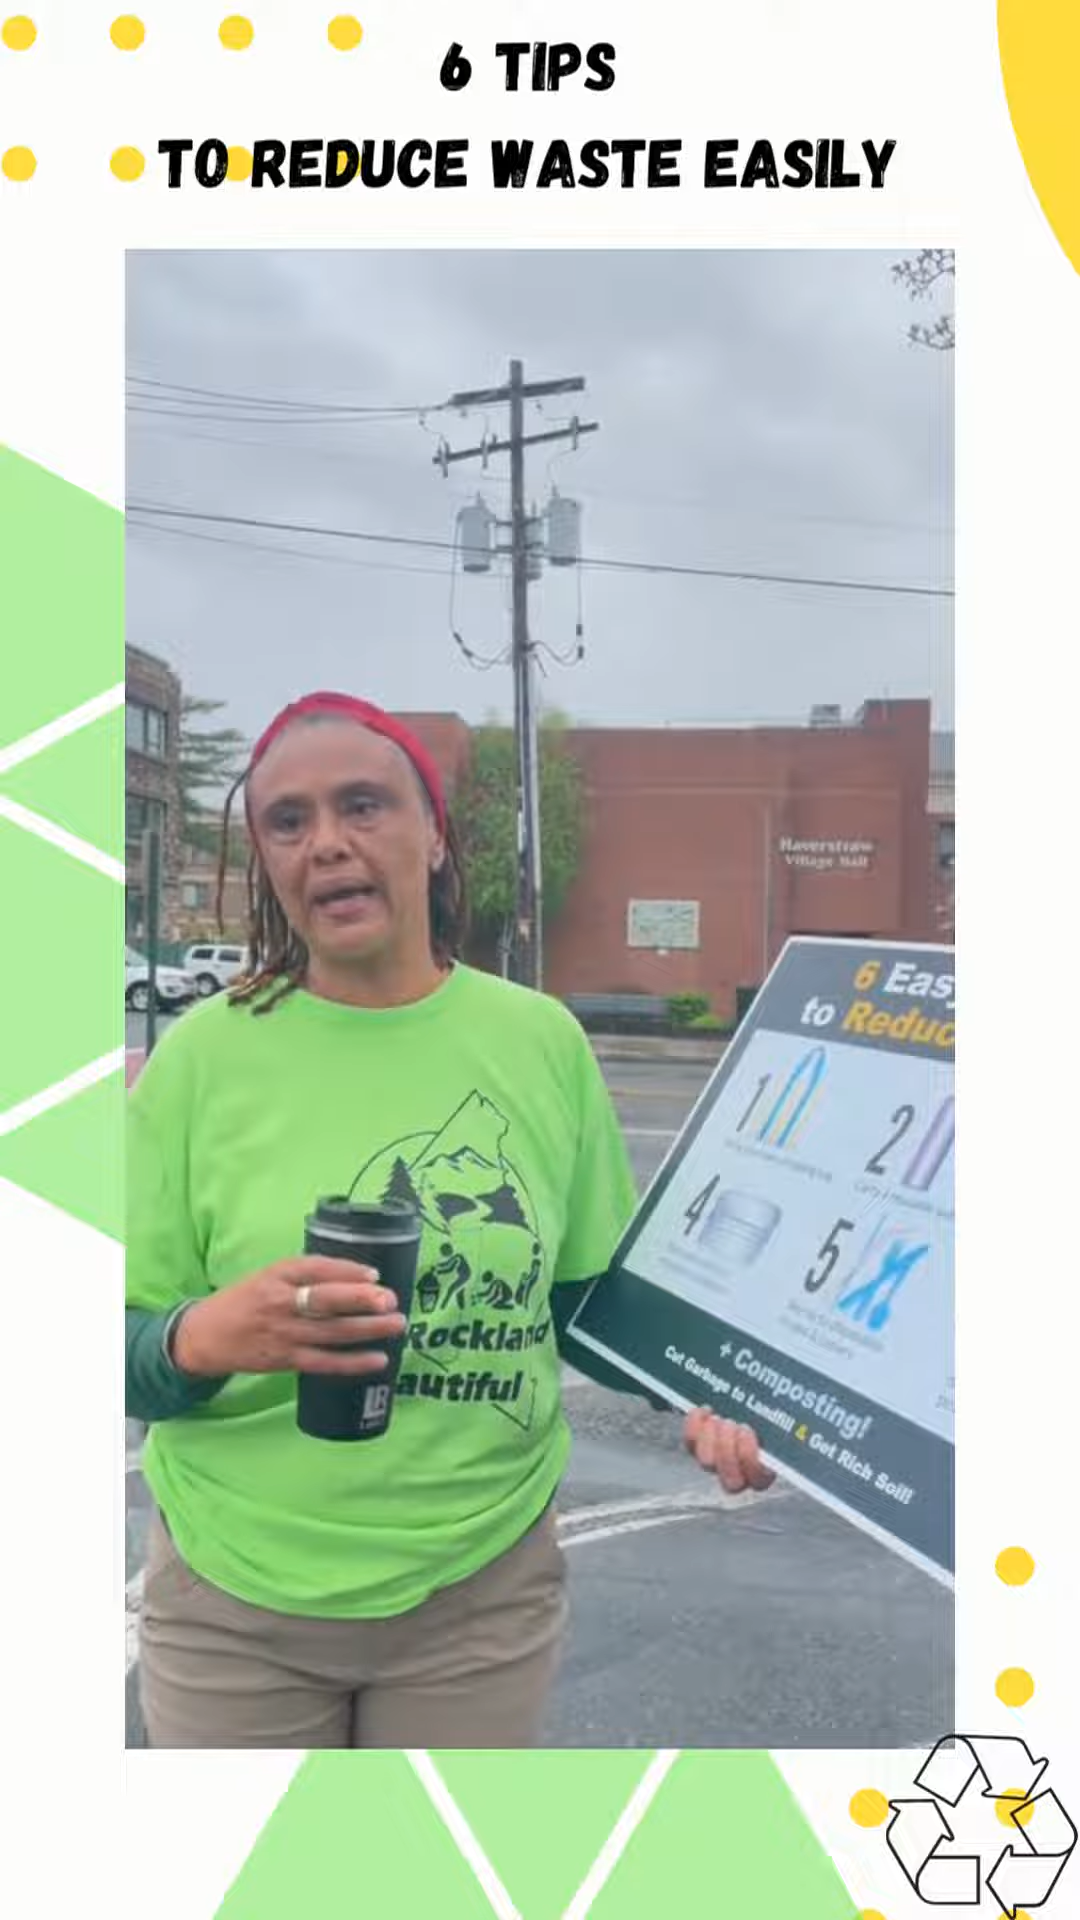 6 TIPS
TO REDUCE WASTE EASILY
Haverstraw
Village Hall
6 Eas
to Reduc
1
2
4
5
+ Composting!
Cut Garbage to Landfill & Get Rich Soil!
Rockland
autiful